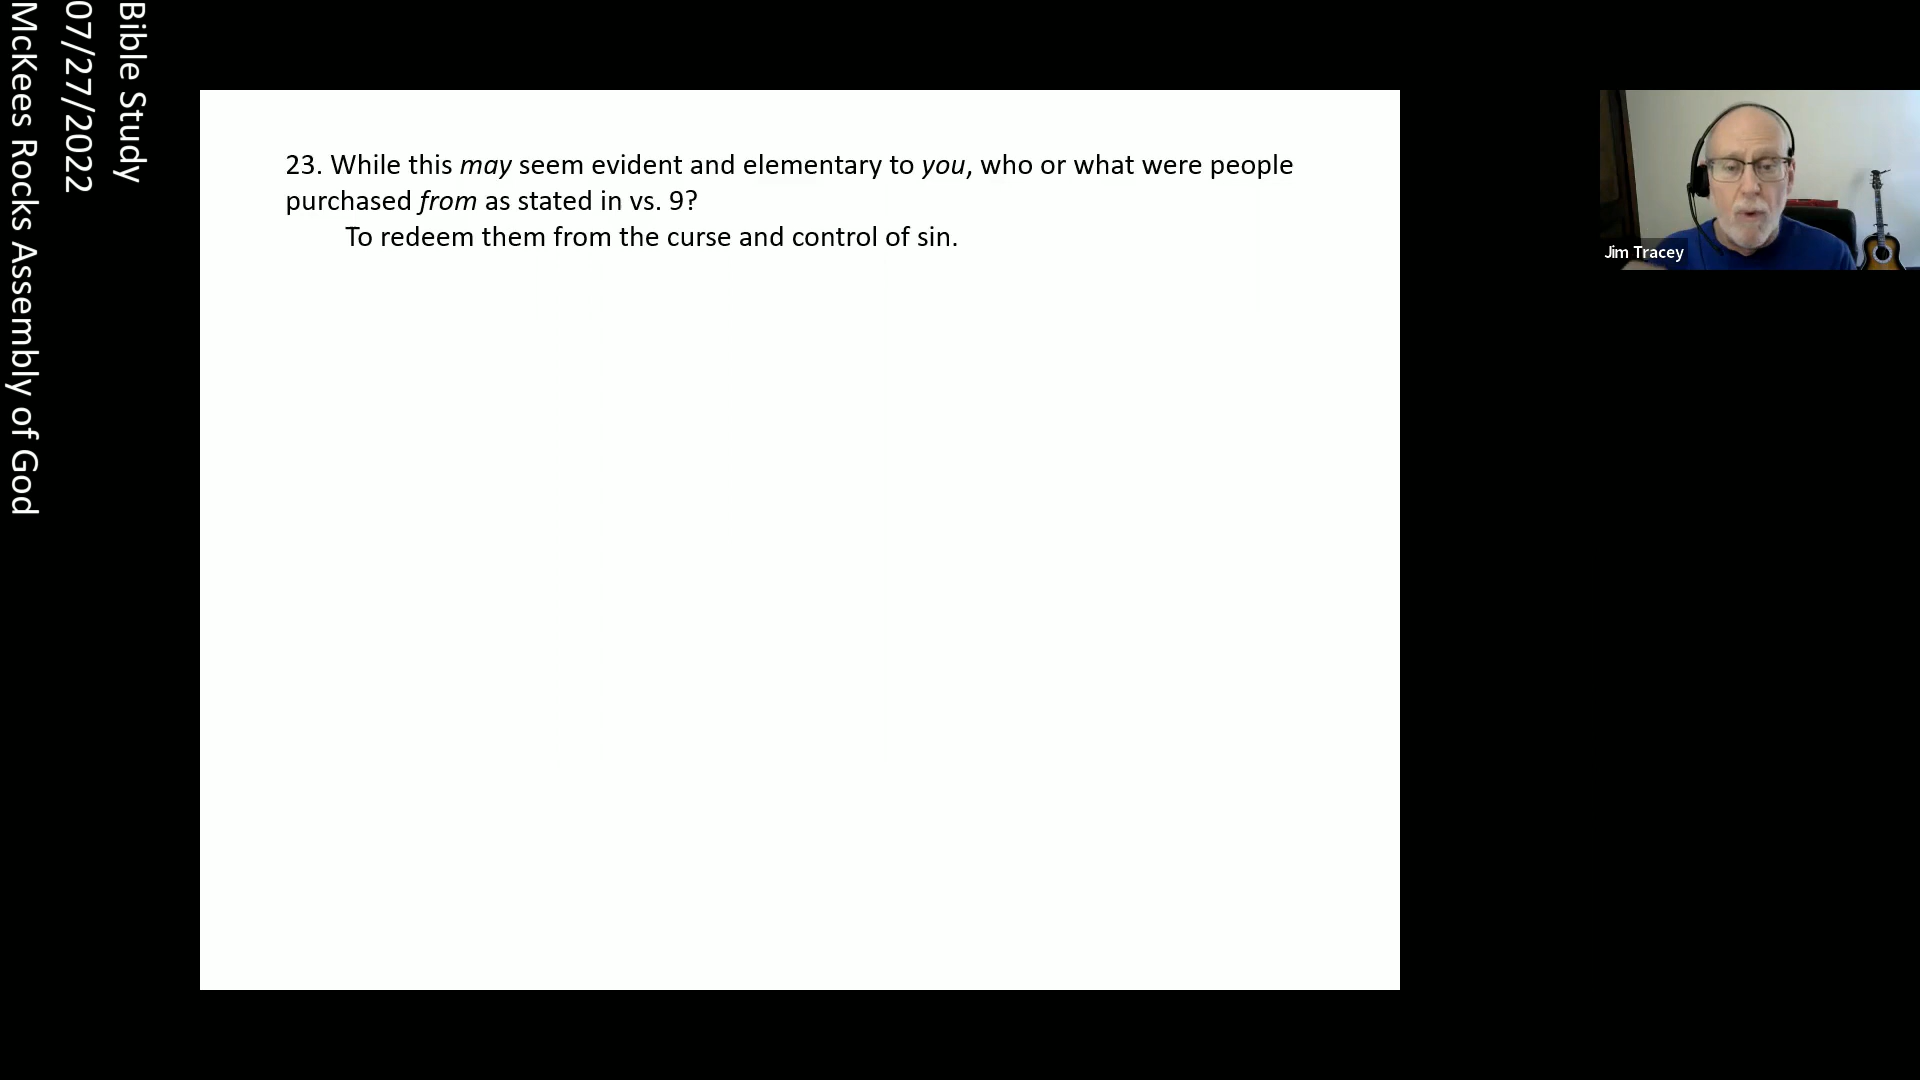 Bible Study
07/27/2022
McKees Rocks Assembly of God
23. While this may seem evident and elementary to you, who or what were people
purchased from as stated in vs. 9?
To redeem them from the curse and control of sin.
Jim Tracey